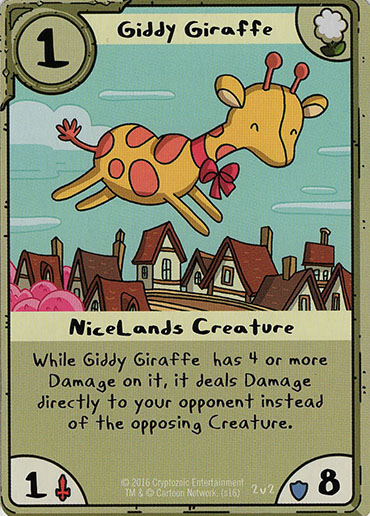 1
Giddy Giraffe
NiceLands Creature
While Giddy Giraffe has 4 or more
Damage on it, it deals Damage
directly to your opponent instead
of the opposing Creature.
1
© 2016 Cryptozoic Entertainment
TM & © Cartoon Network. (s16)
2v2
8